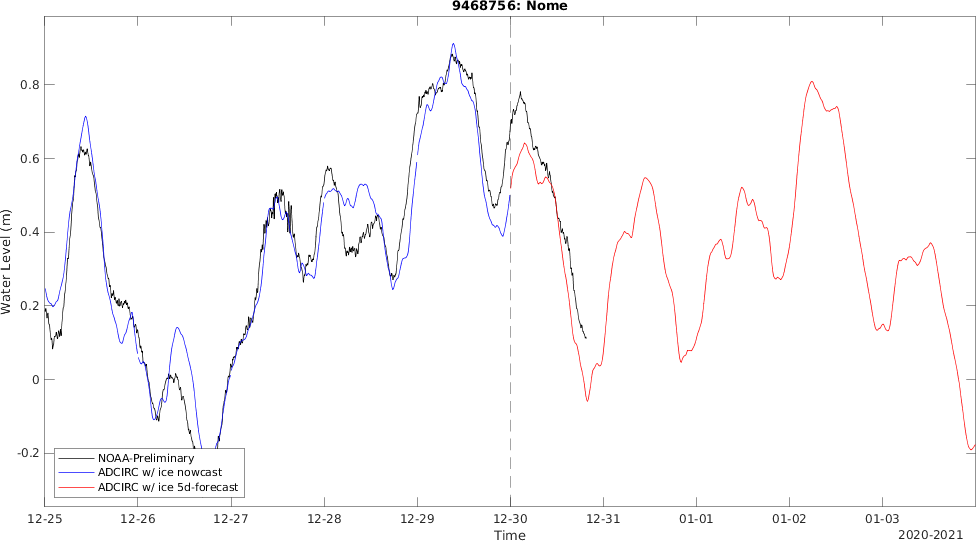 9468756: Nome
Water Level (m)
0.8
0.6
0.4
0.2
0
-0.2
NOAA-Preliminary
ADCIRC w/ ice nowcast
ADCIRC w/ ice 5d-forecast
12-25 12-26 12-27 12-28 12-29 12-30 12-31 01-01 01-02 01-03
Time
2020-2021